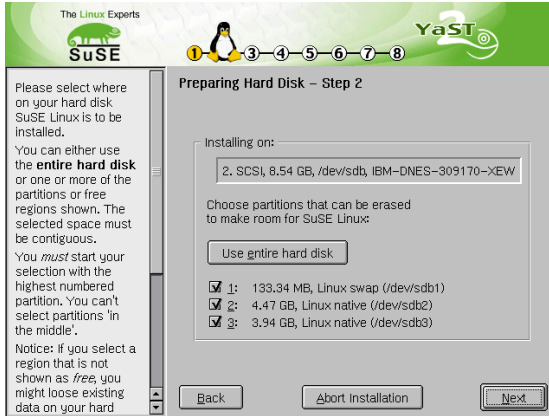 The Linux Experts
SuSE
1 3 4 5 6 7 8
YaST2
Please select where
on your hard disk
SuSE Linux is to be
installed.
You can either use
the entire hard disk
or one or more of the
partitions or free
regions shown. The
selected space must
be contiguous.
You must start your
selection with the
highest numbered
partition. You can't
select partitions 'in
the middle'.
Notice: If you select a
region that is not
shown as free, you
might loose existing
data on your hard
Preparing Hard Disk – Step 2
Installing on:
2. SCSI, 8.54 GB, /dev/sdb, IBM-DNES-309170-XEW
Choose partitions that can be erased
to make room for SuSE Linux:
Use entire hard disk
1: 133.34 MB, Linux swap (/dev/sdb1)
2: 4.47 GB, Linux native (/dev/sdb2)
3: 3.94 GB, Linux native (/dev/sdb3)
Back
Abort Installation
Next